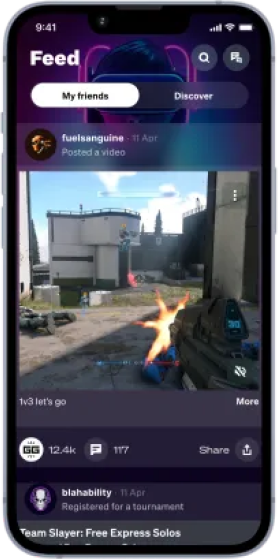 9:41
Feed
My friends
Discover
fuelsanguine · 11 Apr
Posted a video
1v3 let's go
More
GG
12.4k
117
Share
blahability · 11 Apr
Registered for a tournament
Team Slayer: Free Express Solos